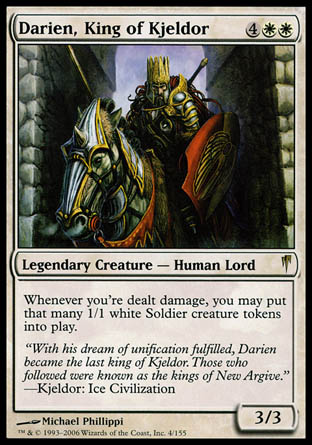 Darien, King of Kjeldor 4
Legendary Creature — Human Lord
Whenever you're dealt damage, you may put
that many 1/1 white Soldier creature tokens
into play.
"With his dream of unification fulfilled, Darien
became the last king of Kjeldor. Those who
followed were known as the kings of New Argive."
—Kjeldor: Ice Civilization
Michael Phillippi
™ & © 1993–2006 Wizards of the Coast, Inc. 4/155
3/3